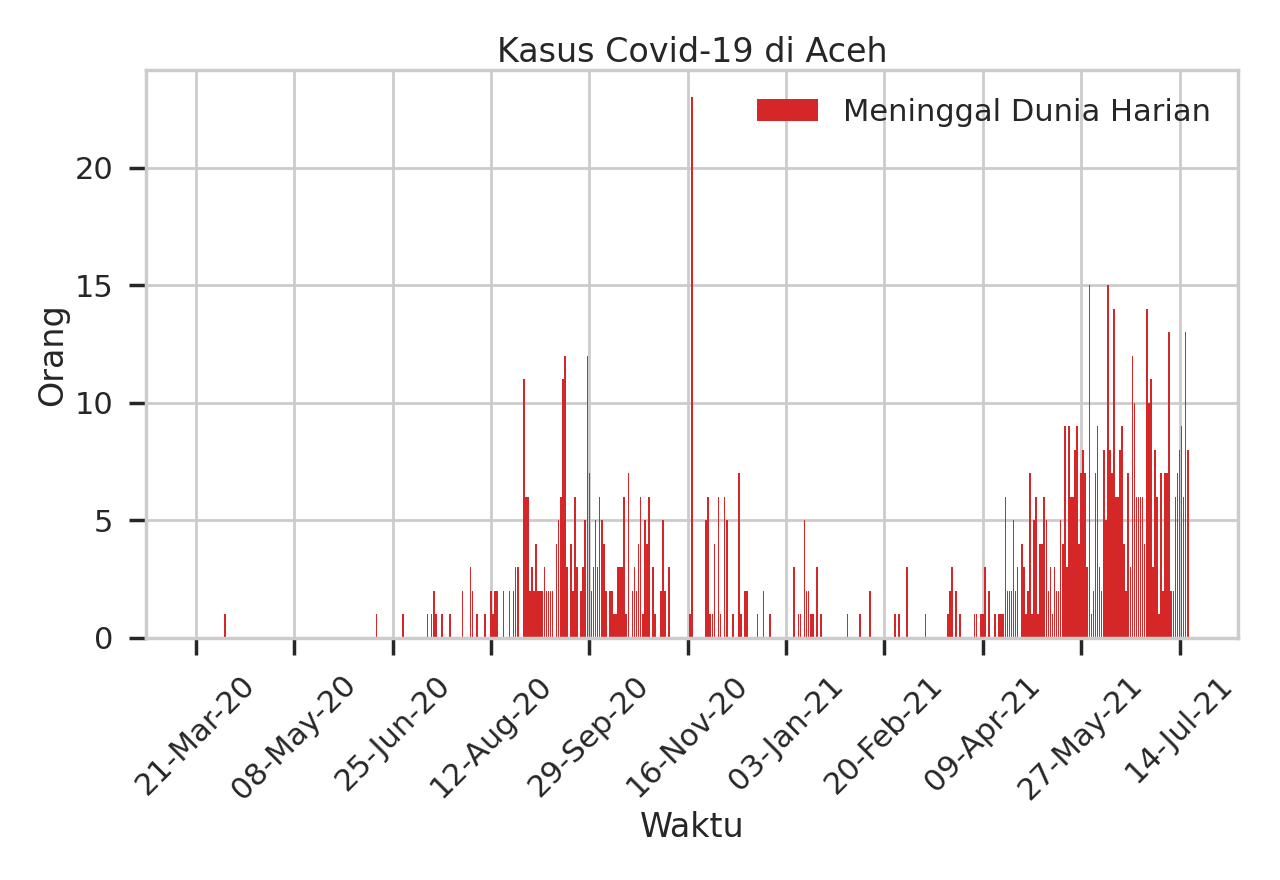 Kasus Covid-19 di Aceh
Meninggal Dunia Harian
Orang
20
15
10
5
0
21-Mar-20
08-May-20
25-Jun-20
12-Aug-20
29-Sep-20
16-Nov-20
03-Jan-21
20-Feb-21
09-Apr-21
27-May-21
14-Jul-21
Waktu